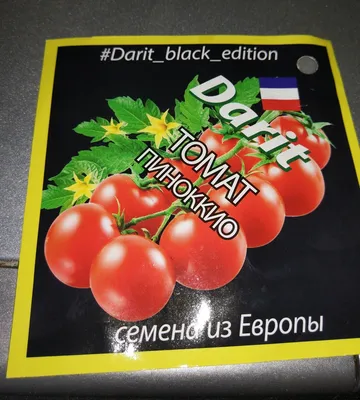 #Darit_black_edition
Darit
ТОМАТ
ПИНОККИО
семена из Европы